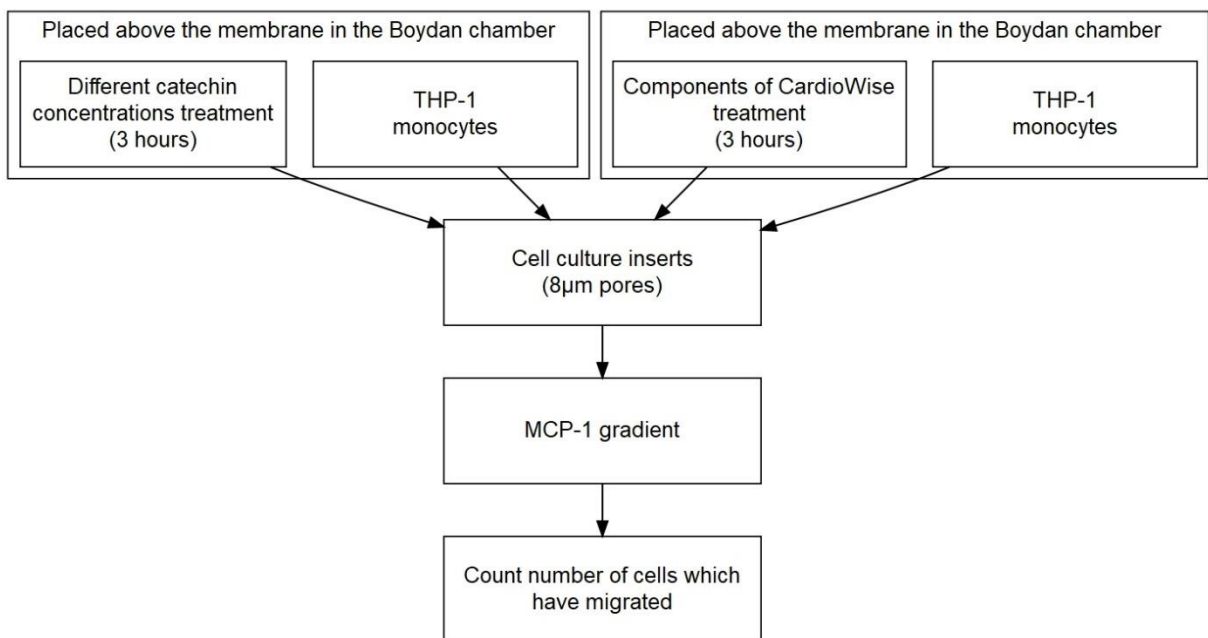 Placed above the membrane in the Boydan chamber
Different catechin
concentrations treatment
(3 hours)
THP-1
monocytes
Placed above the membrane in the Boydan chamber
Components of CardioWise
treatment
(3 hours)
THP-1
monocytes
Cell culture inserts
(8µm pores)
MCP-1 gradient
Count number of cells which
have migrated